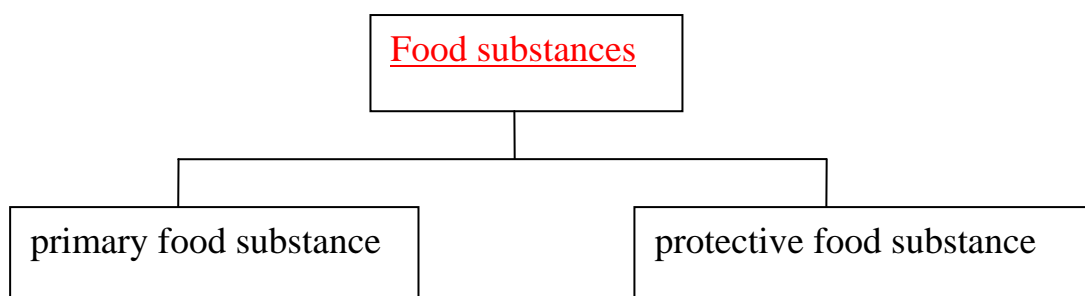 Food substances
primary food substance
protective food substance